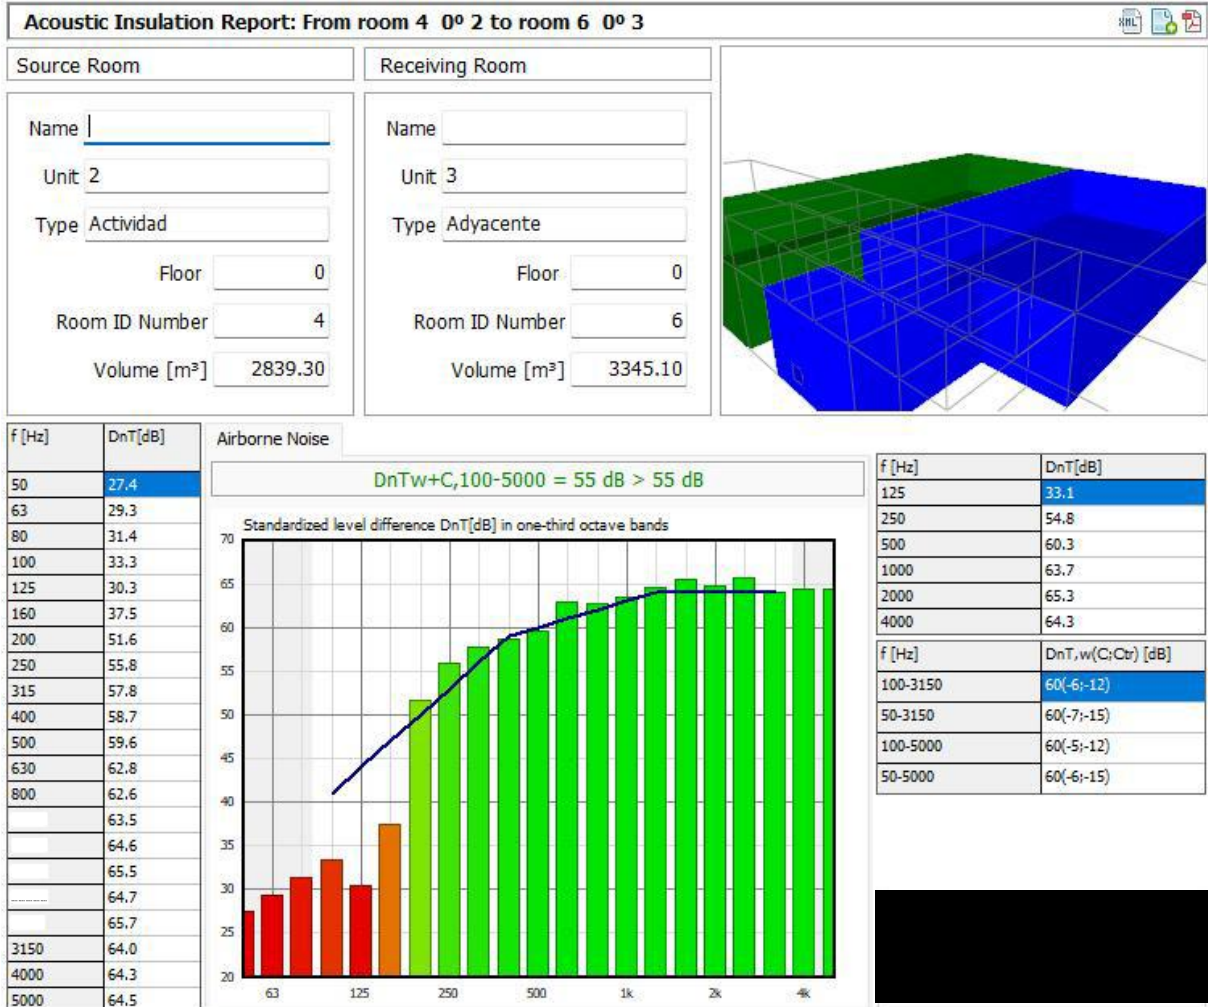 Acoustic Insulation Report: From room 4 0º 2 to room 6 0º 3
XML
Source Room
Name
Unit 2
Type Actividad
Floor 0
Room ID Number 4
Volume [m³] 2839.30
Receiving Room
Name
Unit 3
Type Adyacente
Floor 0
Room ID Number 6
Volume [m³] 3345.10
f [Hz] DnT[dB]
50 27.4
63 29.3
80 31.4
100 33.3
125 30.3
160 37.5
200 51.6
250 55.8
315 57.8
400 58.7
500 59.6
630 62.8
800 62.6
63.5
64.6
65.5
64.7
65.7
3150 64.0
4000 64.3
5000 64.5
Airborne Noise
DnTw+C,100-5000 = 55 dB > 55 dB
Standardized level difference DnT[dB] in one-third octave bands
70
65
60
55
50
45
40
35
30
25
20
63 125 250 500 1k 2k 4k
f [Hz] DnT[dB]
125 33.1
250 54.8
500 60.3
1000 63.7
2000 65.3
4000 64.3
f [Hz] DnT,w(C;Ctr) [dB]
100-3150 60(-6;-12)
50-3150 60(-7;-15)
100-5000 60(-5;-12)
50-5000 60(-6;-15)